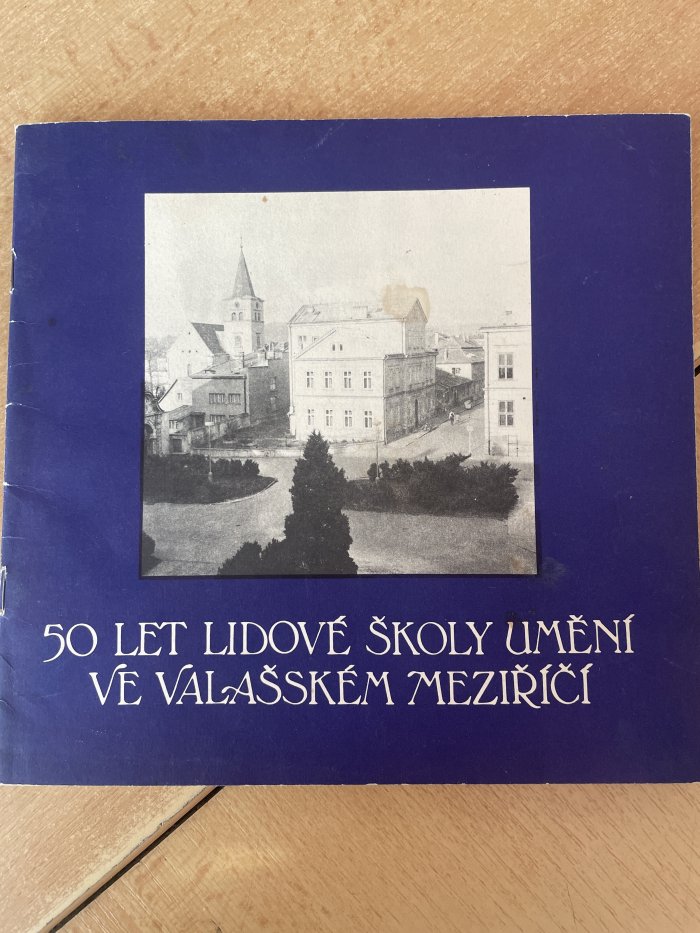 50 LET LIDOVÉ ŠKOLY UMĚNÍ
VE VALAŠSKÉM MEZIŘÍČÍ